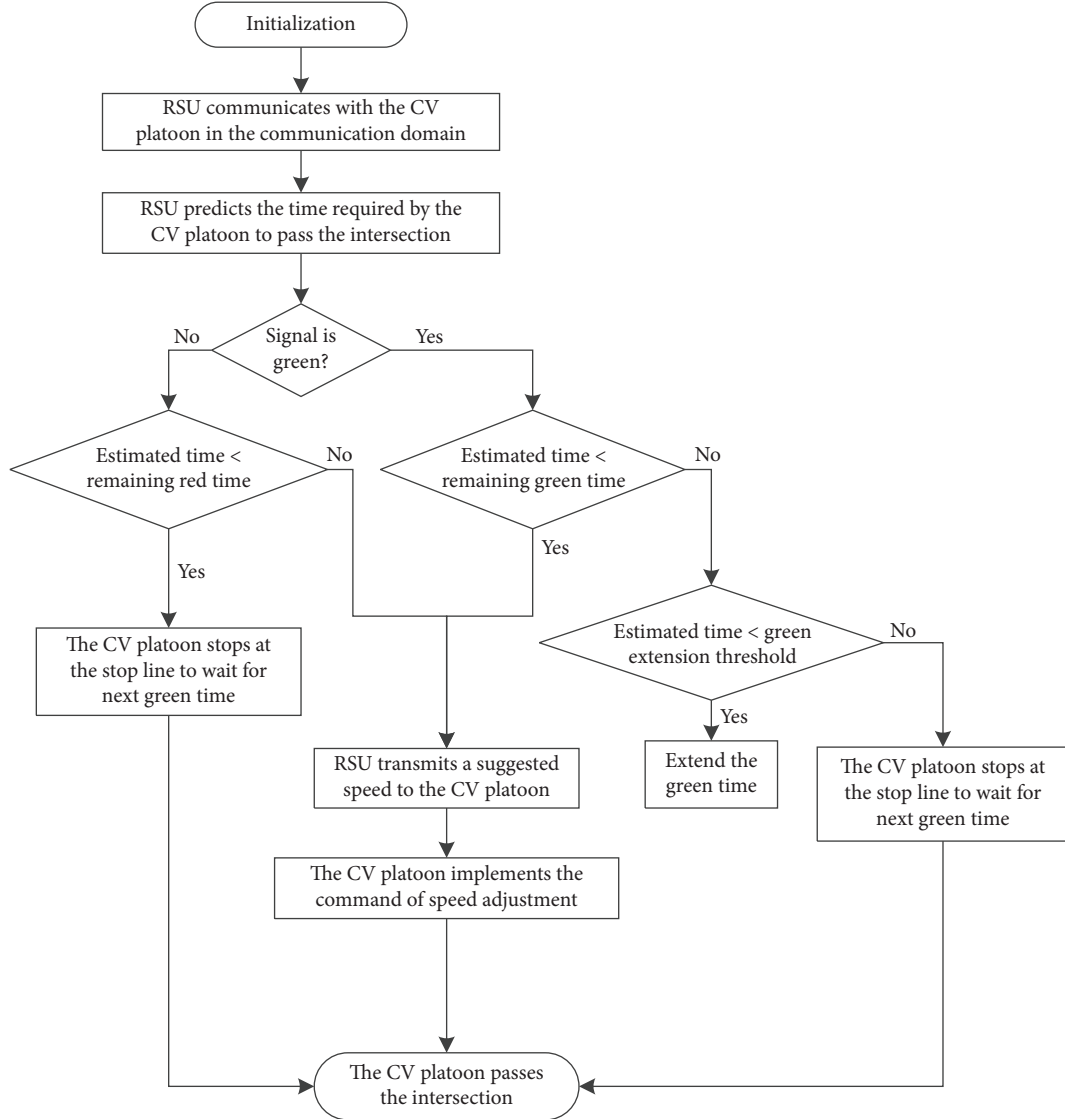 Initialization
RSU communicates with the CV
platoon in the communication domain
RSU predicts the time required by the
CV platoon to pass the intersection
No
Signal is
green?
Yes
Estimated time <
remaining red time
No
Estimated time <
remaining green time
No
Yes
Yes
The CV platoon stops
at the stop line to wait for
next green time
Estimated time < green
extension threshold
No
Yes
RSU transmits a suggested
speed to the CV platoon
Extend the
green time
The CV platoon stops at
the stop line to wait for
next green time
The CV platoon implements the
command of speed adjustment
The CV platoon passes
the intersection